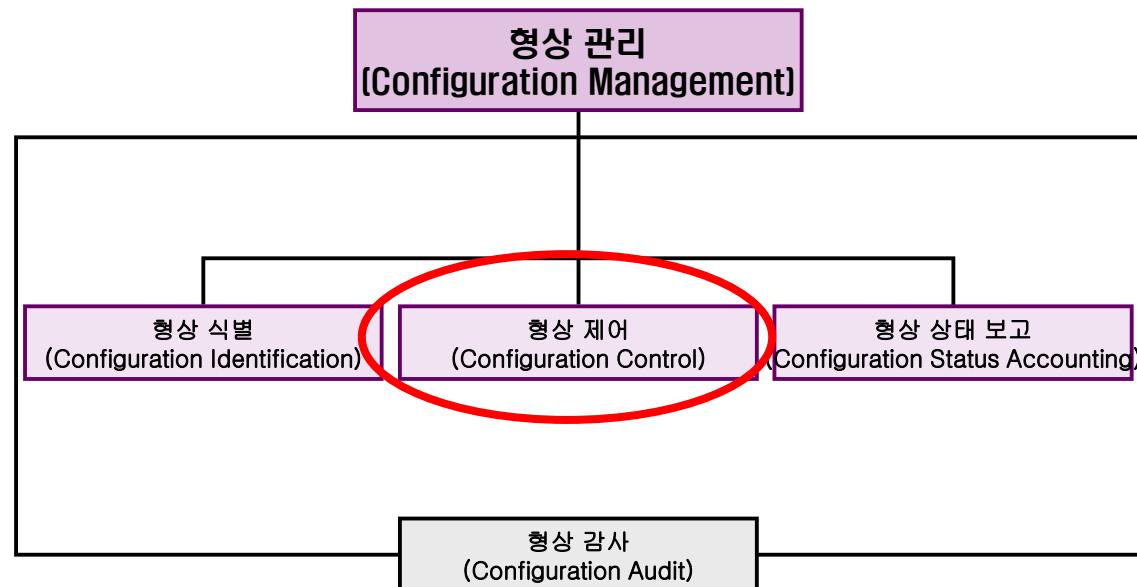 형상 관리
(Configuration Management)
형상 식별
(Configuration Identification)
형상 제어
(Configuration Control)
형상 상태 보고
(Configuration Status Accounting)
형상 감사
(Configuration Audit)